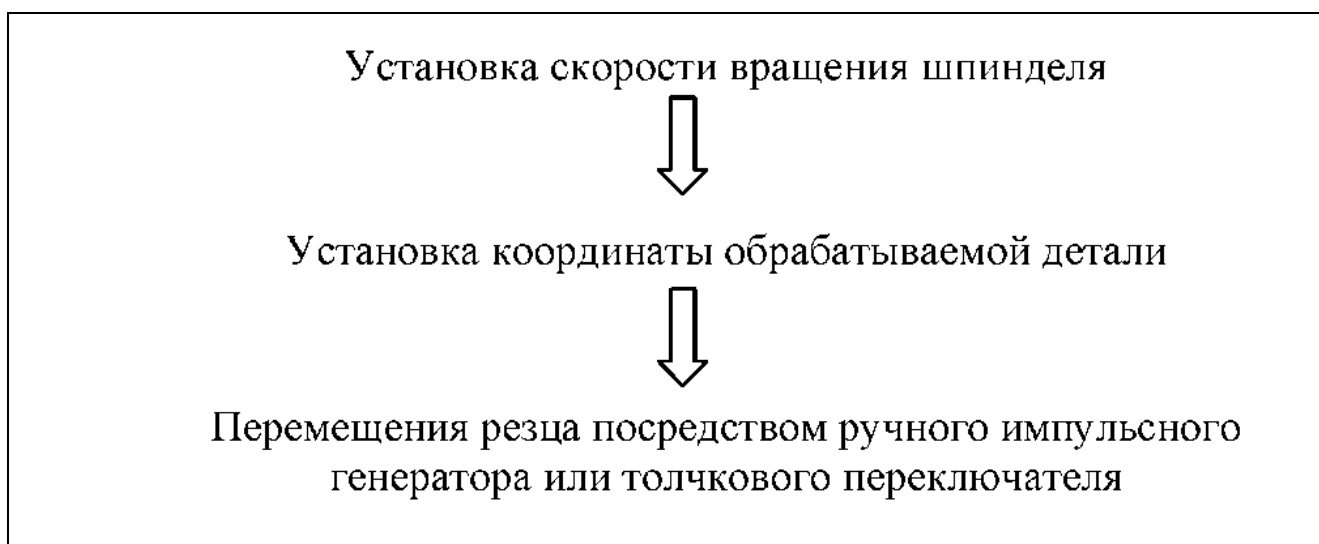 Установка скорости вращения шпинделя
Установка координаты обрабатываемой детали
Перемещения резца посредством ручного импульсного
генератора или толчкового переключателя